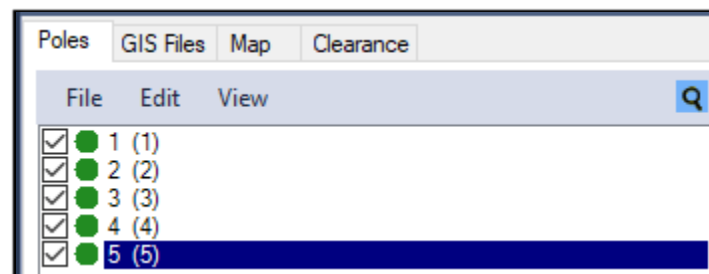 Poles GIS Files Map Clearance
File Edit View
1 (1)
2 (2)
3 (3)
4 (4)
5 (5)